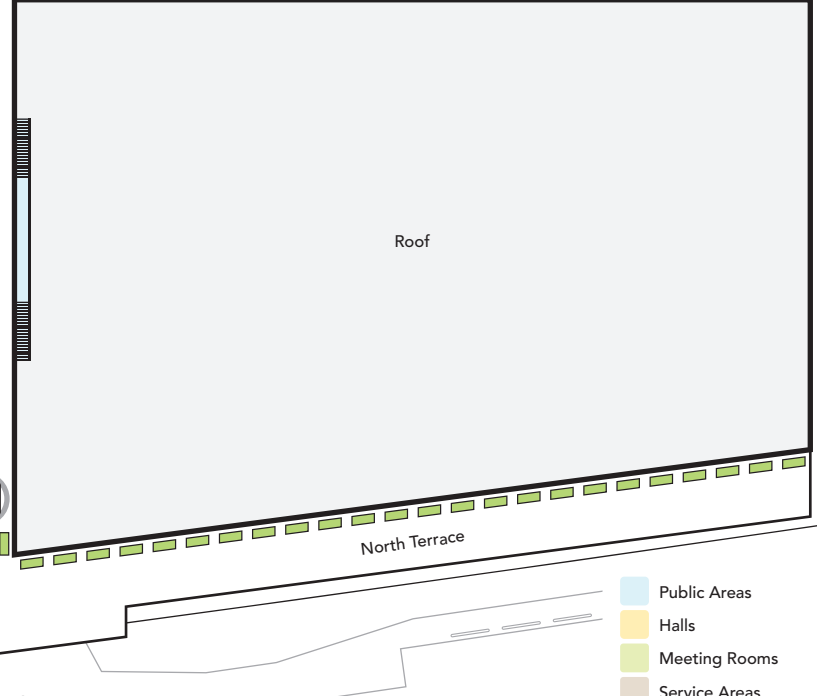 Roof
North Terrace
Public Areas
Halls
Meeting Rooms
Service Areas